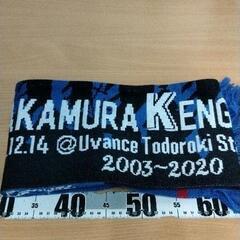 KAMURA KENG
12.14 @Uvance Todoroki St
2003~2020
40 50 60